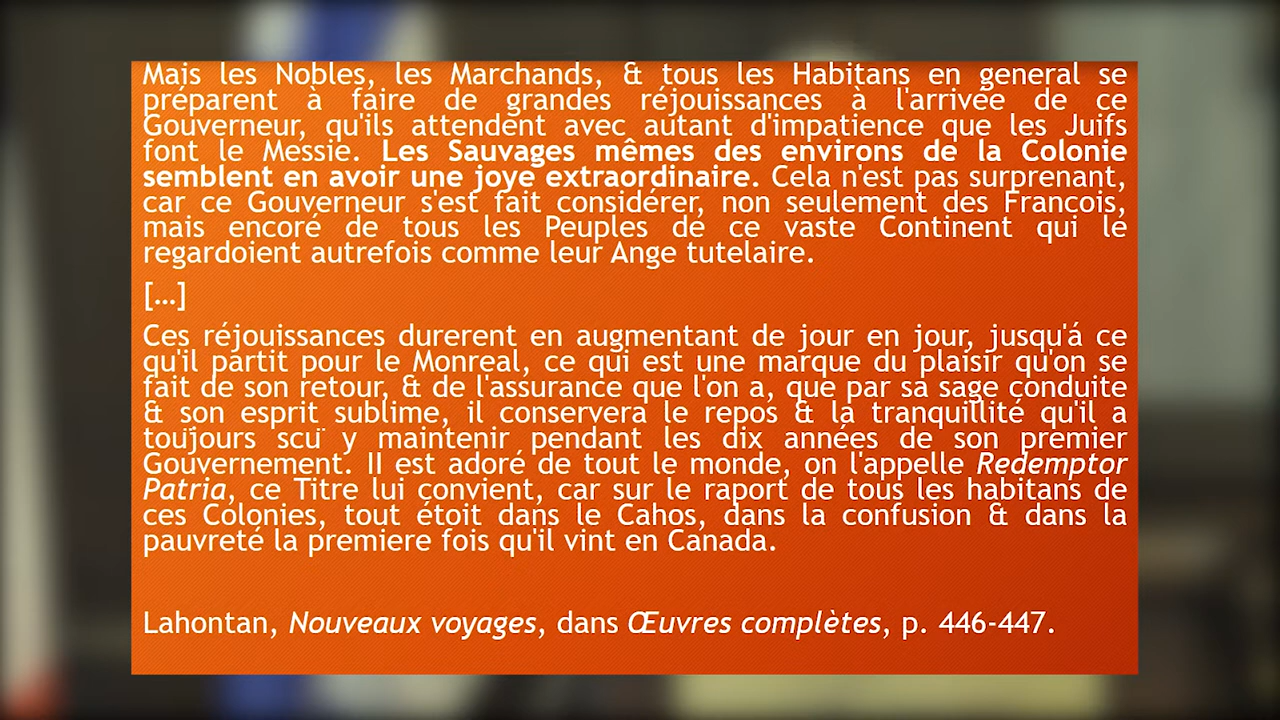 Mais les Nobles, les Marchands, & tous les Habitans en general se
préparent à faire de grandes réjouissances à l'arrivée de ce
Gouverneur, qu'ils attendent avec autant d'impatience que les Juifs
font le Messie. Les Sauvages mêmes des environs de la Colonie
semblent en avoir une joye extraordinaire. Cela n'est pas surprenant,
car ce Gouverneur s'est fait considérer, non seulement des Francois,
mais encoré de tous les Peuples de ce vaste Continent qui le
regardoient autrefois comme leur Ange tutelaire.
[…]
Ces réjouissances durerent en augmentant de jour en jour, jusqu'á ce
qu'il partit pour le Monreal, ce qui est une marque du plaisir qu'on se
fait de son retour, & de l'assurance que l'on a, que par sa sage conduite
& son esprit sublime, il conservera le repos & la tranquillité qu'il a
toüjours scu¨ y maintenir pendant les dix années de son premier
Gouvernement. II est adoré de tout le monde, on l'appelle Redemptor
Patria, ce Titre lui convient, car sur le raport de tous les habitans de
ces Colonies, tout étoit dans le Cahos, dans la confusion & dans la
pauvreté la premiere fois qu'il vint en Canada.
Lahontan, Nouveaux voyages, dans Œuvres complètes, p. 446-447.